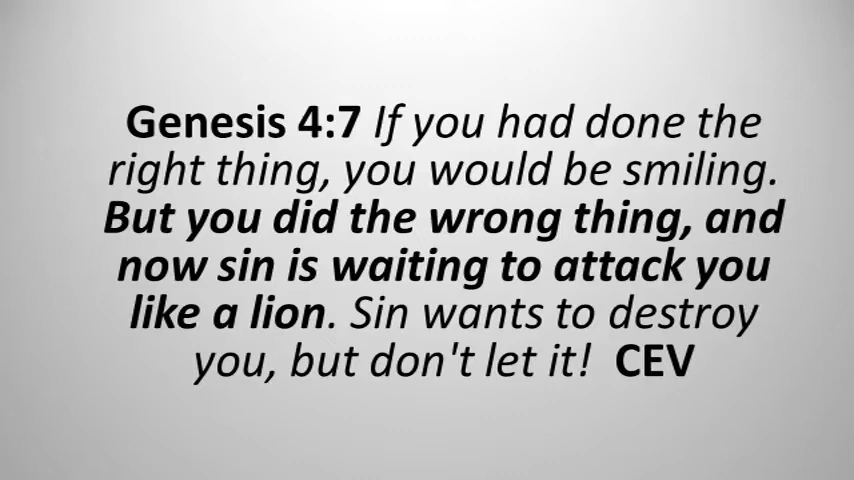 Genesis 4:7 If you had done the
right thing, you would be smiling.
But you did the wrong thing, and
now sin is waiting to attack you
like a lion. Sin wants to destroy
you, but don't let it!  CEV